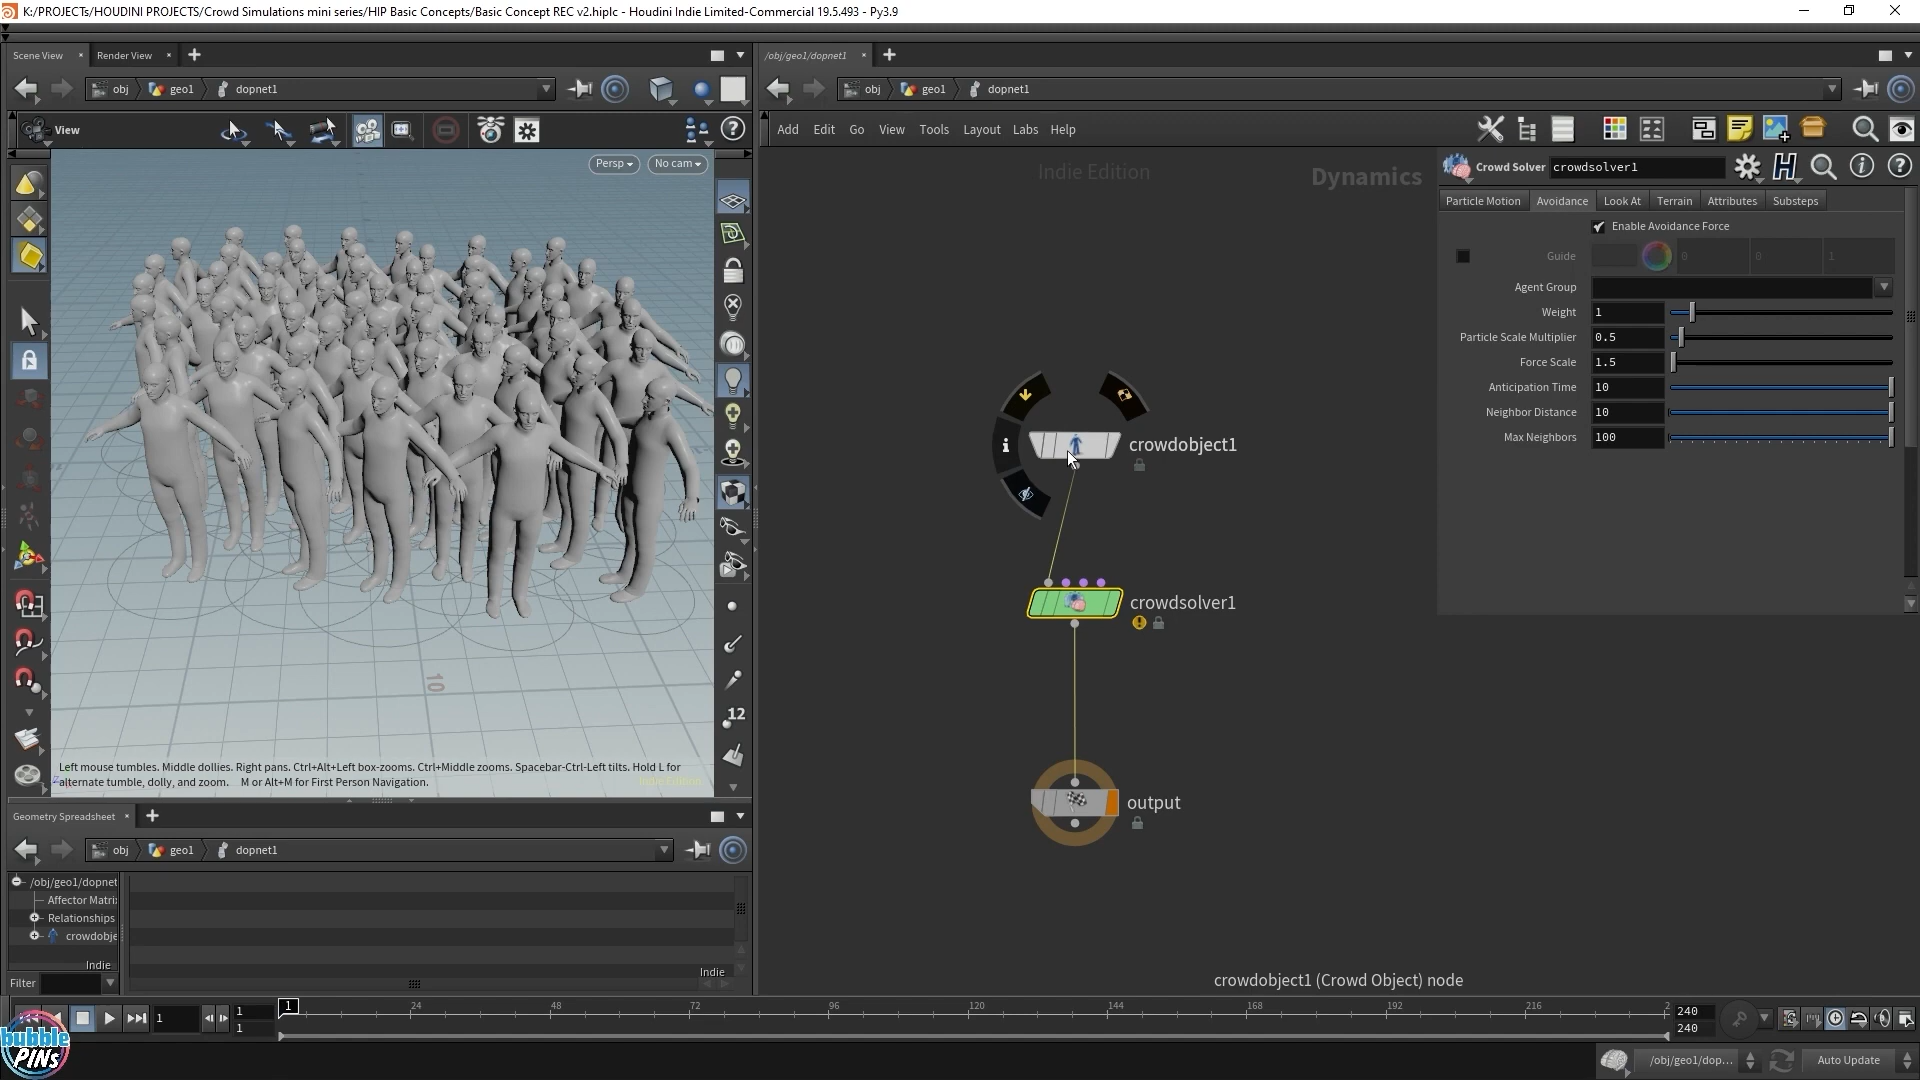 K:/PROJECTs/HOUDINI PROJECTS/Crowd Simulations mini series/HIP Basic Concepts/Basic Concept REC v2.hiplc - Houdini Indie Limited-Commercial 19.5.493 - Py3.9
Scene View
Render View
/obj/geo1/dopnet1
obj
geo1
dopnet1
obj
geo1
dopnet1
View
Add
Edit
Go
View
Tools
Layout
Labs
Help
Persp
No cam
Indie Edition
Dynamics
Crowd Solver
crowdsolver1
Particle Motion
Avoidance
Look At
Terrain
Attributes
Substeps
Enable Avoidance Force
Guide
0
0
1
Agent Group
Weight
1
Particle Scale Multiplier
0.5
Force Scale
1.5
Anticipation Time
10
Neighbor Distance
10
Max Neighbors
100
crowdobject1
crowdsolver1
output
10
12
Left mouse tumbles. Middle dollies. Right pans. Ctrl+Alt+Left box-zooms. Ctrl+Middle zooms. Spacebar-Ctrl-Left tilts. Hold L for
alternate tumble, dolly, and zoom. M or Alt+M for First Person Navigation.
Indie Edition
Geometry Spreadsheet
obj
geo1
dopnet1
/obj/geo1/dopnet
Affector Matri
Relationships
crowdobje
Indie
Filter
Indie
crowdobject1 (Crowd Object) node
1
1
1
1
24
48
72
96
120
144
168
192
216
2
240
240
bubble
PINs
/obj/geo1/dop...
Auto Update